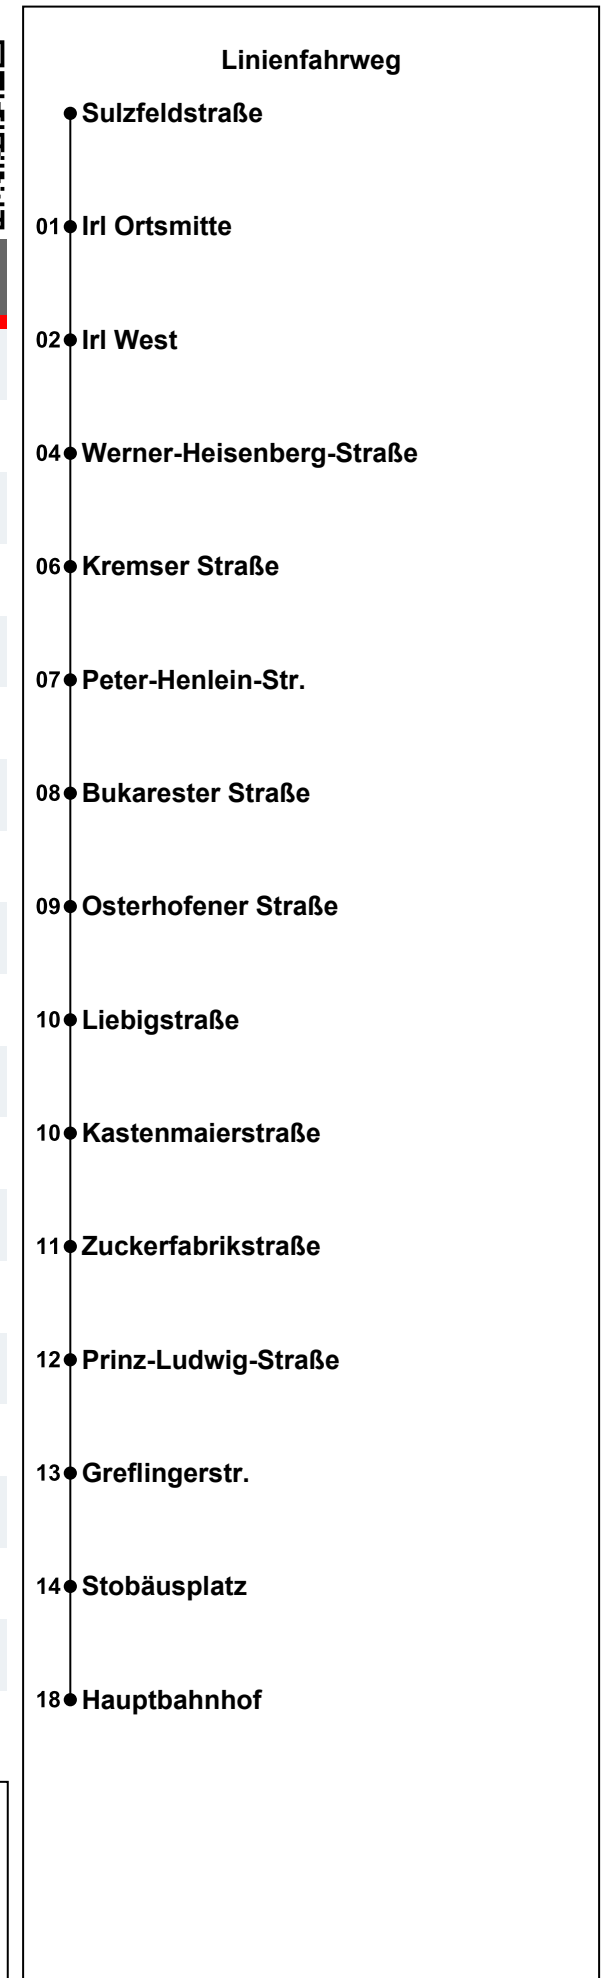 Linienfahrweg
Sulzfeldstraße
01 Irl Ortsmitte
02 Irl West
04 Werner-Heisenberg-Straße
06 Kremser Straße
07 Peter-Henlein-Str.
08 Bukarester Straße
09 Osterhofener Straße
10 Liebigstraße
10 Kastenmaierstraße
11 Zuckerfabrikstraße
12 Prinz-Ludwig-Straße
13 Greflingerstr.
14 Stobäusplatz
18 Hauptbahnhof